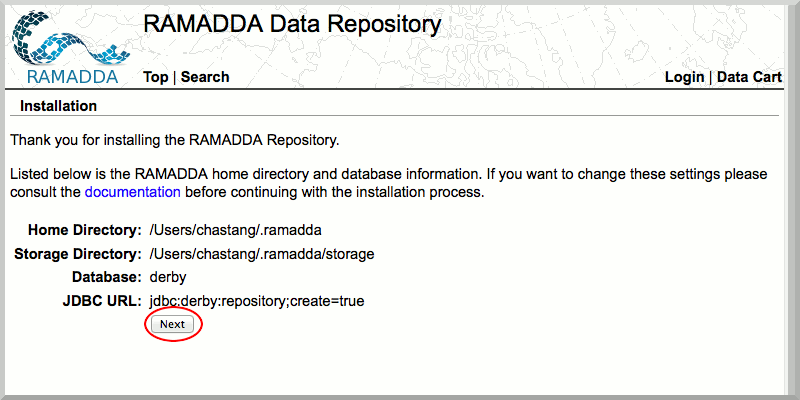 RAMADDA Data Repository
RAMADDA
Top | Search
Login | Data Cart
Installation
Thank you for installing the RAMADDA Repository.
Listed below is the RAMADDA home directory and database information. If you want to change these settings please
consult the documentation before continuing with the installation process.
Home Directory: /Users/chastang/.ramadda
Storage Directory: /Users/chastang/.ramadda/storage
Database: derby
JDBC URL: jdbc:derby:repository;create=true
Next